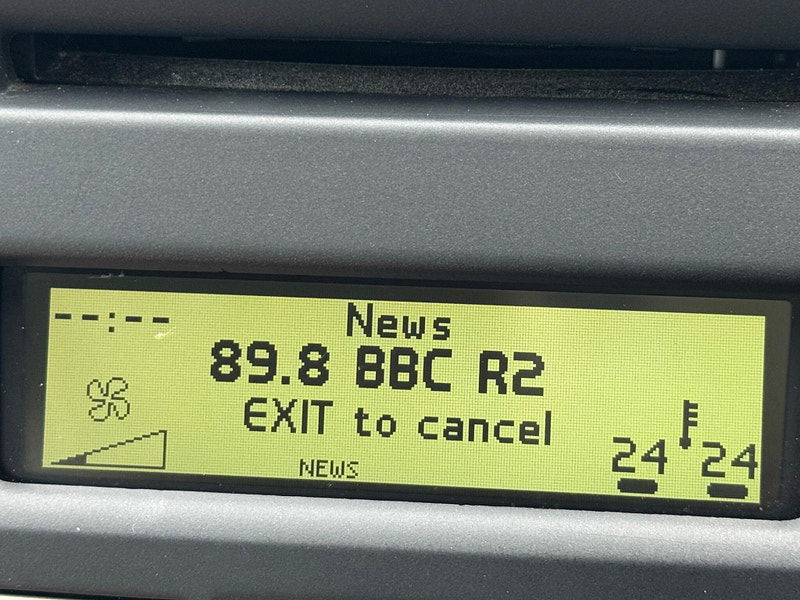 --:-- News
89.8 BBC R2
EXIT to cancel
24 24
NEWS